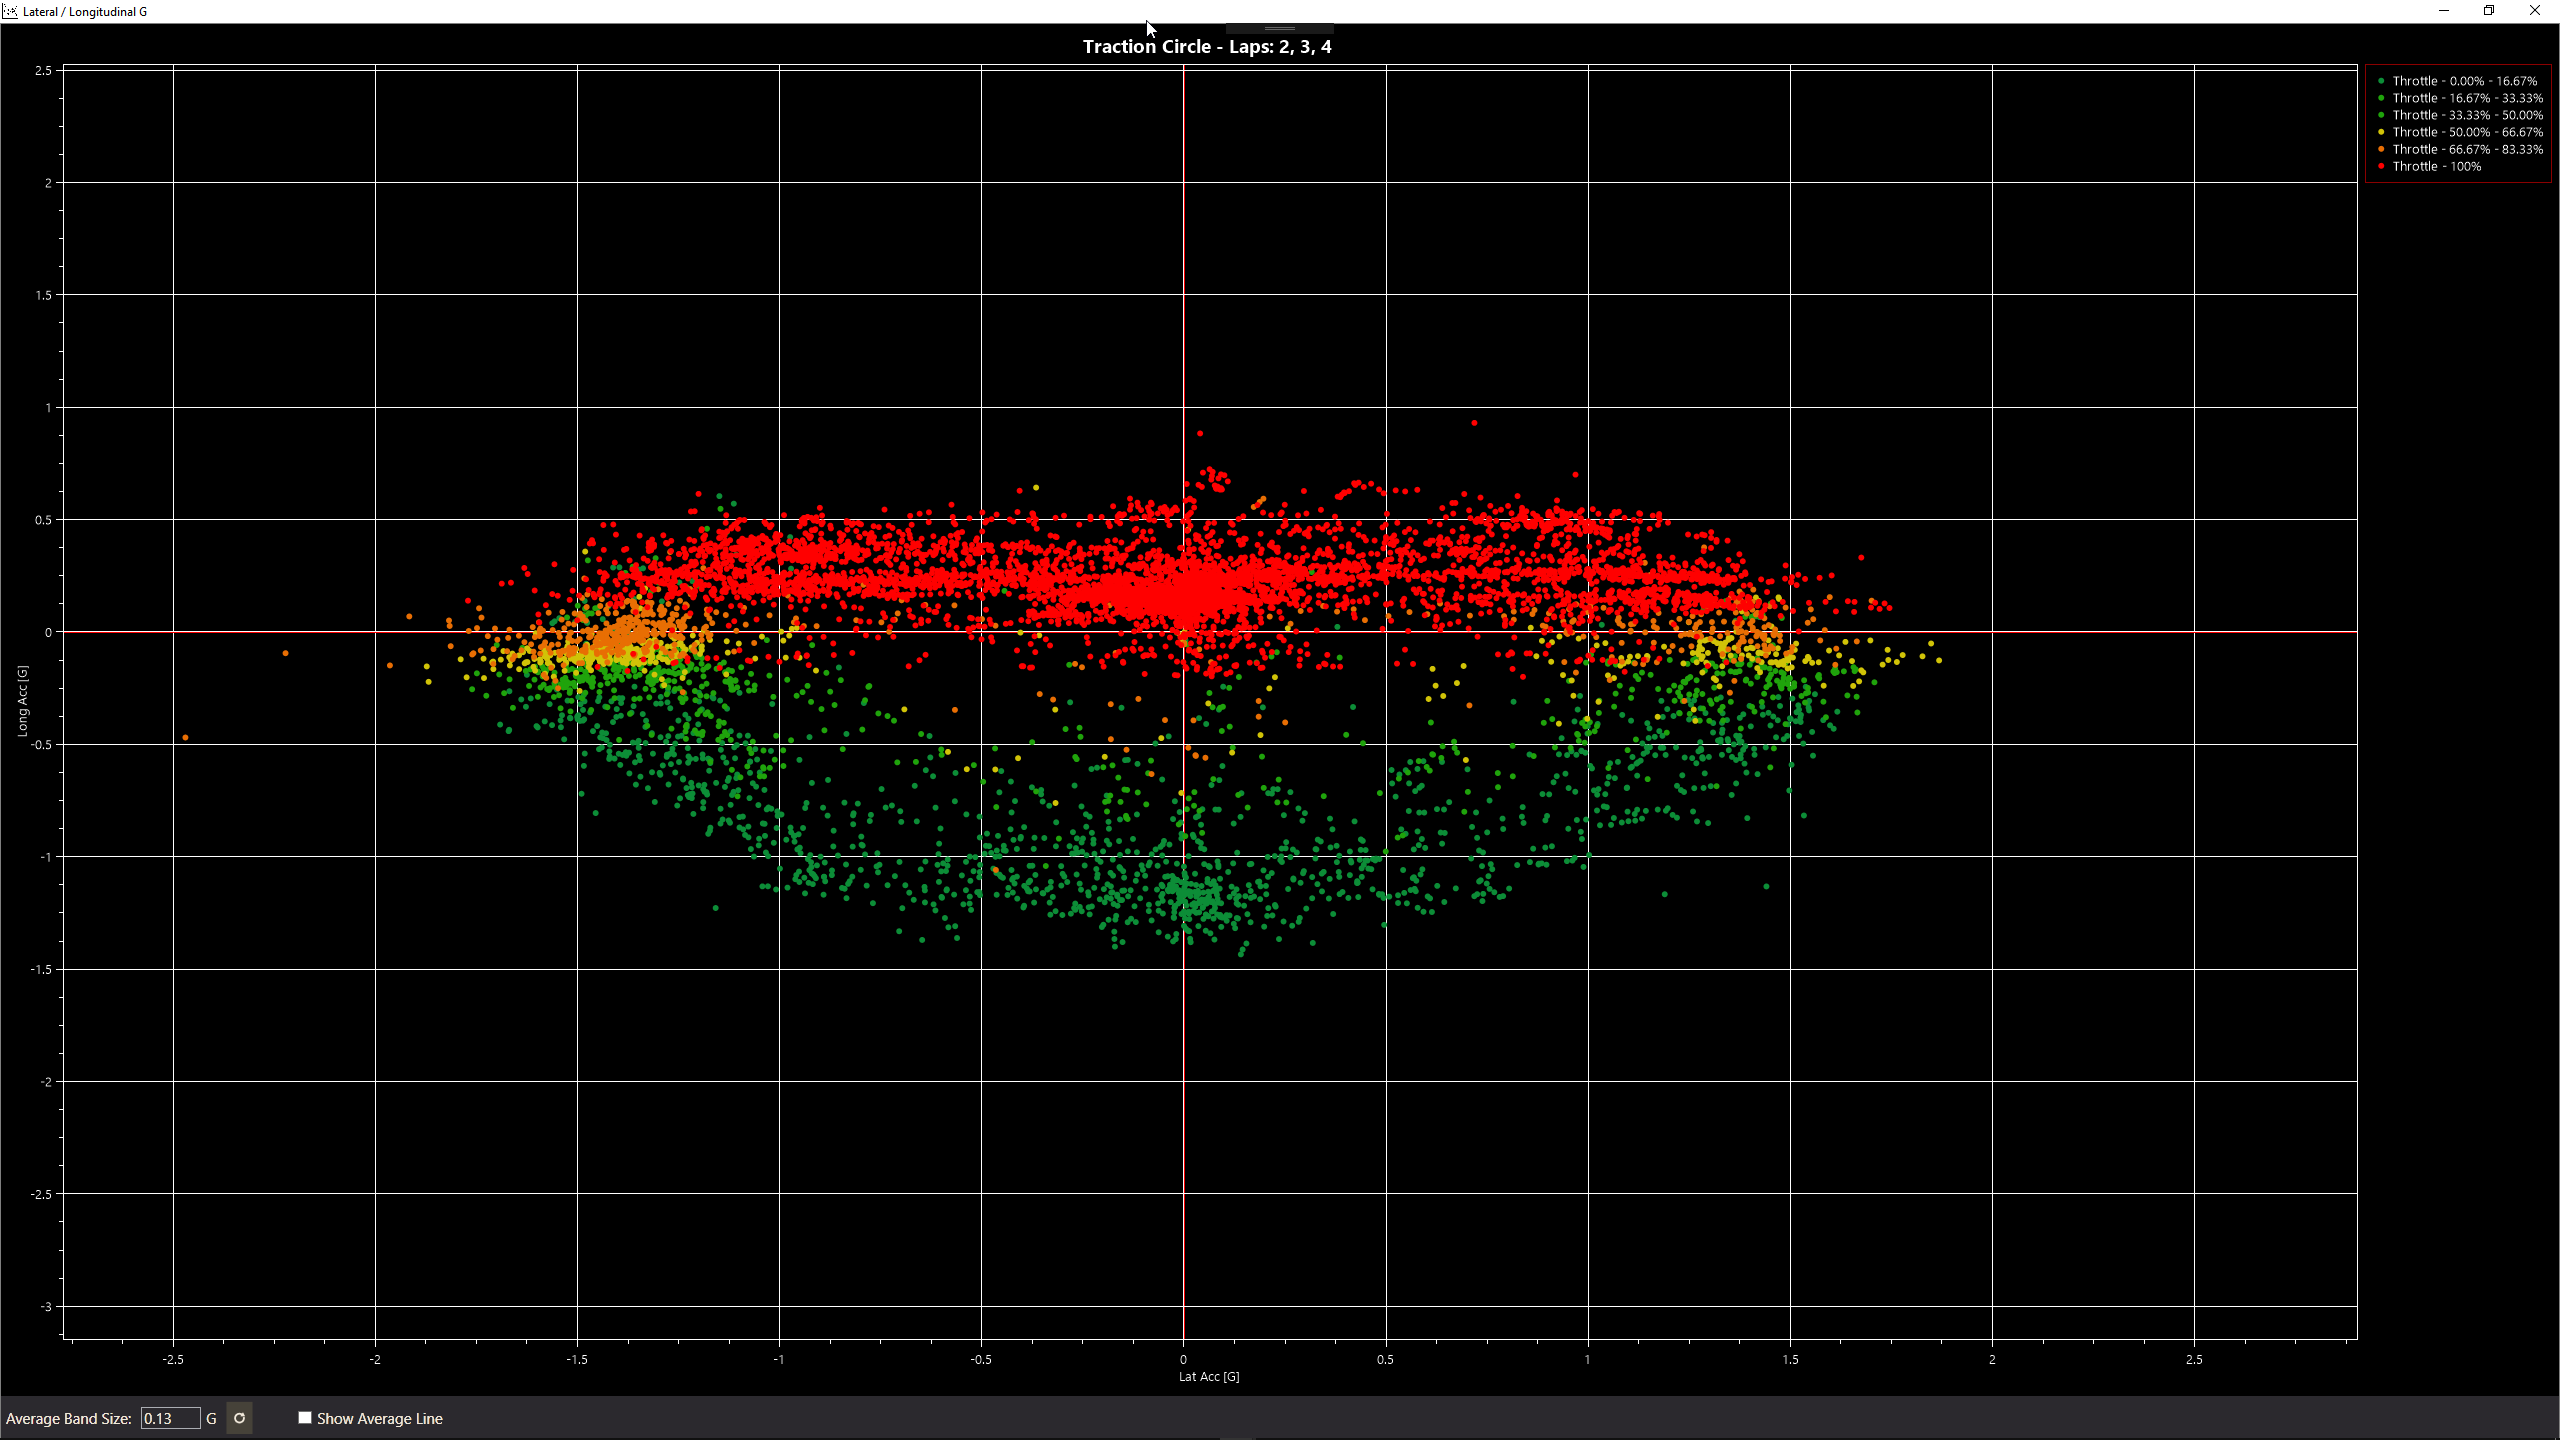 Lateral / Longitudinal G
Traction Circle - Laps: 2, 3, 4
Throttle - 0.00% - 16.67%
Throttle - 16.67% - 33.33%
Throttle - 33.33% - 50.00%
Throttle - 50.00% - 66.67%
Throttle - 66.67% - 83.33%
Throttle - 100%
2.5
2
1.5
1
0.5
0
-0.5
-1
-1.5
-2
-2.5
-3
Long Acc [G]
-2.5 -2 -1.5 -1 -0.5 0 0.5 1 1.5 2 2.5
Lat Acc [G]
Average Band Size: 0.13 G Show Average Line